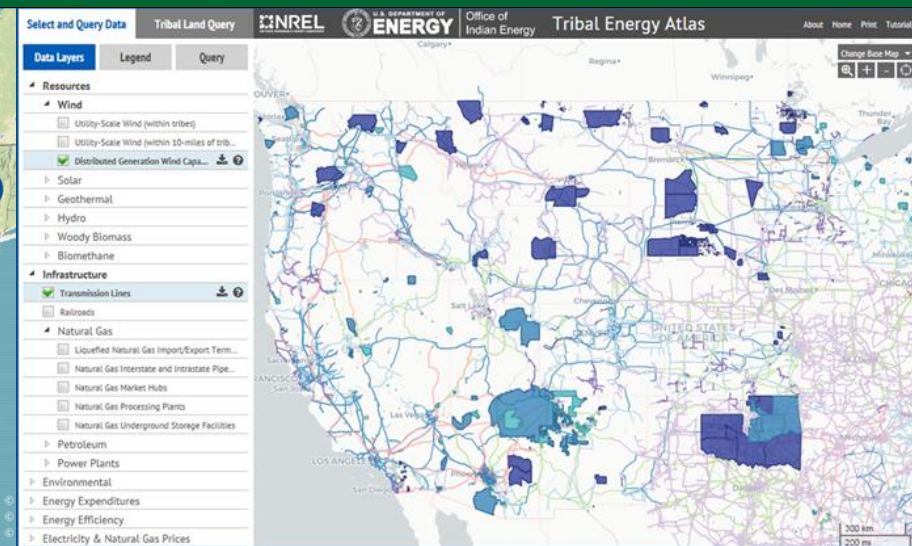 Select and Query Data
Tribal Land Query
NREL
U.S. DEPARTMENT OF
ENERGY
Office of
Indian Energy
Tribal Energy Atlas
About Home Print Tutorial
Data Layers
Legend
Query
Resources
Wind
Utility-Scale Wind (within tribes)
Utility-Scale Wind (within 10-miles of trib...
Distributed Generation Wind Capa...
Solar
Geothermal
Hydro
Woody Biomass
Biomethane
Infrastructure
Transmission Lines
Railroads
Natural Gas
Liquefied Natural Gas Import/Export Term...
Natural Gas Interstate and Intrastate Pipe...
Natural Gas Market Hubs
Natural Gas Processing Plants
Natural Gas Underground Storage Facilities
Petroleum
Power Plants
Environmental
Energy Expenditures
Energy Efficiency
Electricity & Natural Gas Prices
Change Base Map
Calgary
Regina
Winnipeg
Thunder
Bay
Bismarck
Salt Lake
Cheyenne
Des Moines
UNITED STATES
OF AMERICA
Las Vegas
LOS ANGELES
San Diego
300 km
200 mi